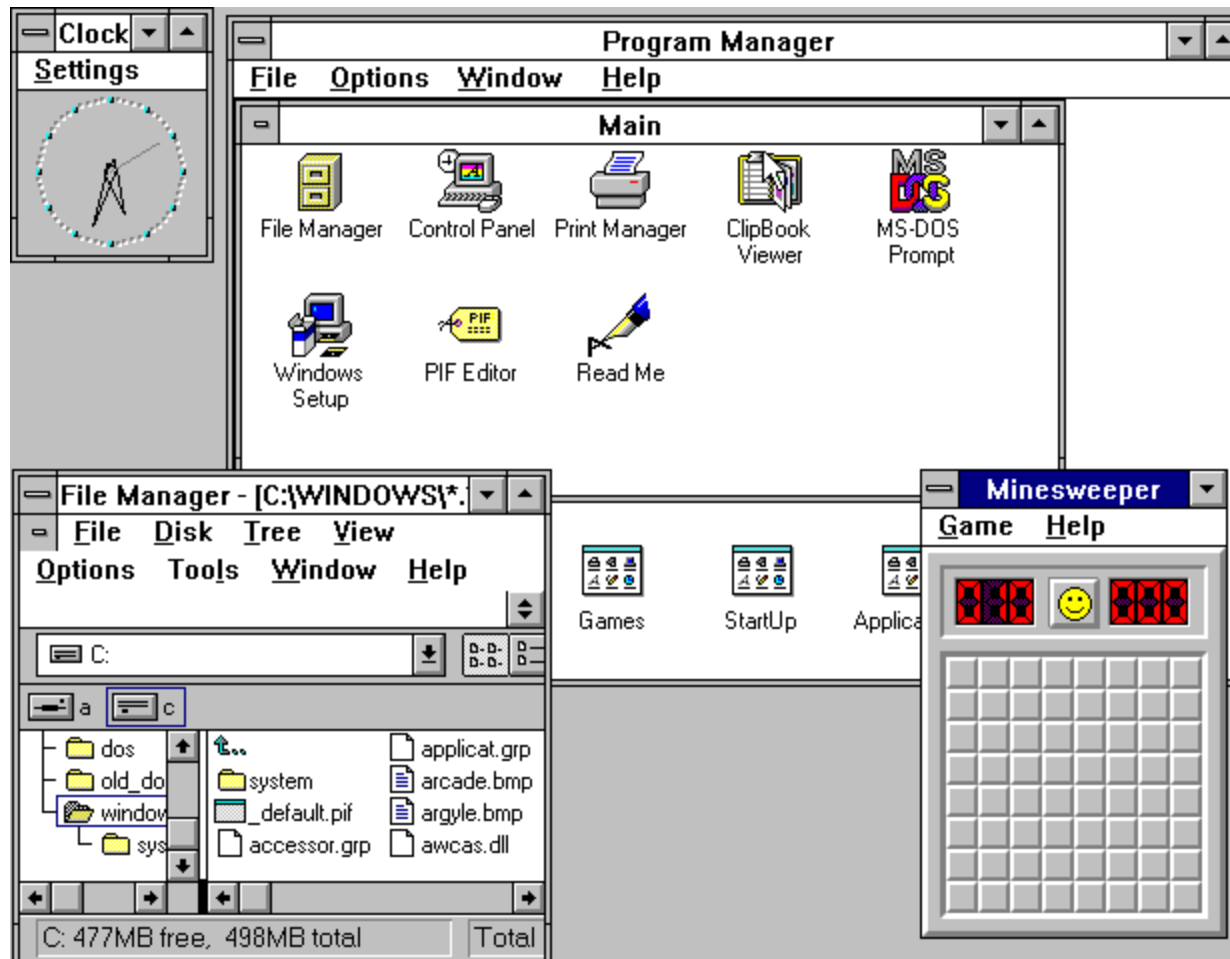 Clock
Settings
Program Manager
File Options Window Help
Main
File Manager
Control Panel
Print Manager
ClipBook
Viewer
MS-DOS
Prompt
MS
DOS
PIF
Windows
Setup
PIF Editor
Read Me
File Manager - [C:\WINDOWS\*.
File Disk Tree View
Options Tools Window Help
C:
a c
dos
old_do
window
sys
system
_default.pif
accessor.grp
applicat.grp
arcade.bmp
argyle.bmp
awcas.dll
C: 477MB free, 498MB total
Total
Games
StartUp
Applica
Minesweeper
Game Help